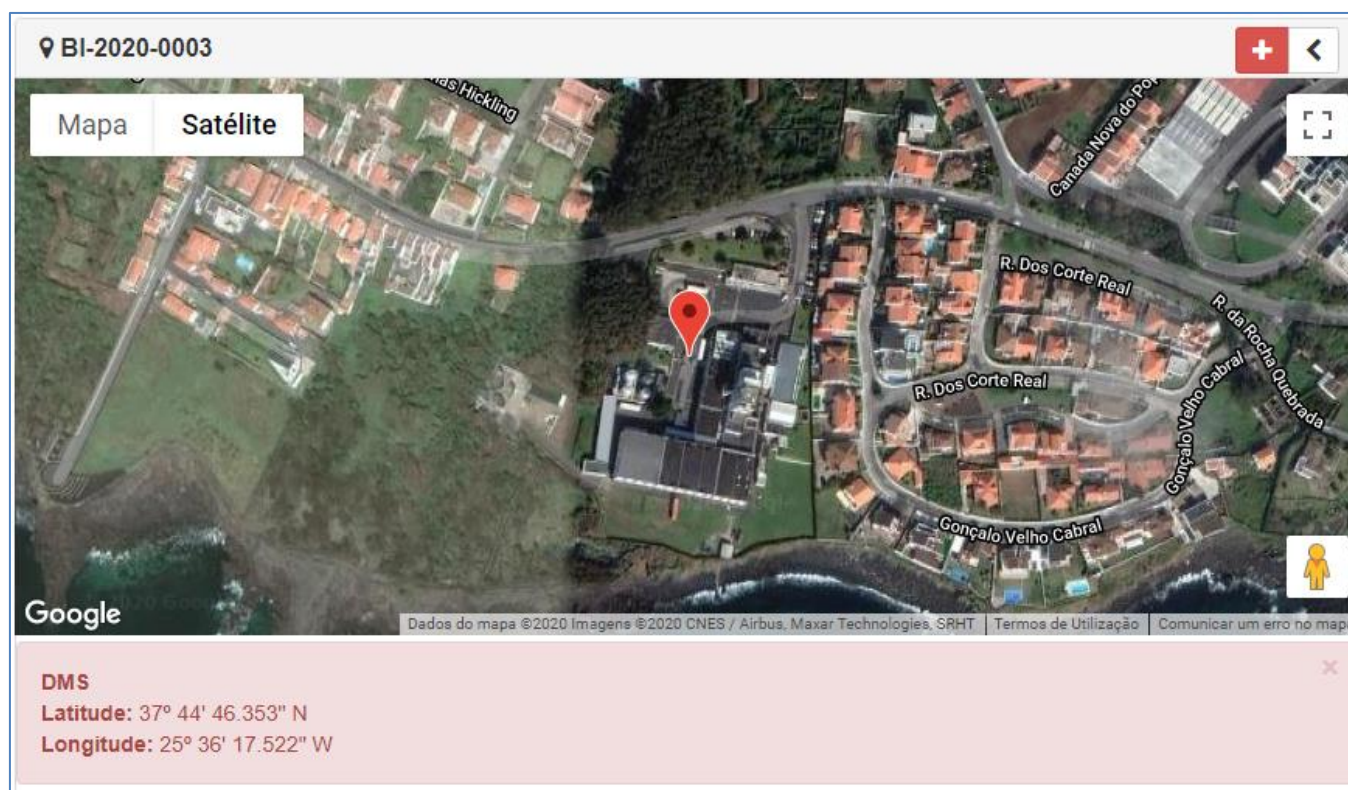 BI-2020-0003
Mapa
Satélite
as Hickling
Canada Nova do Pop
R. Dos Corte Real
R. da Rocha Quebrada
R. Dos Corte Real
Gonçalo Velho Cabral
Gonçalo Velho Cabral
Google
Dados do mapa ©2020 Imagens ©2020 CNES / Airbus, Maxar Technologies, SRHT
Termos de Utilização
Comunicar um erro no mapa
DMS
Latitude: 37º 44' 46.353" N
Longitude: 25º 36' 17.522" W